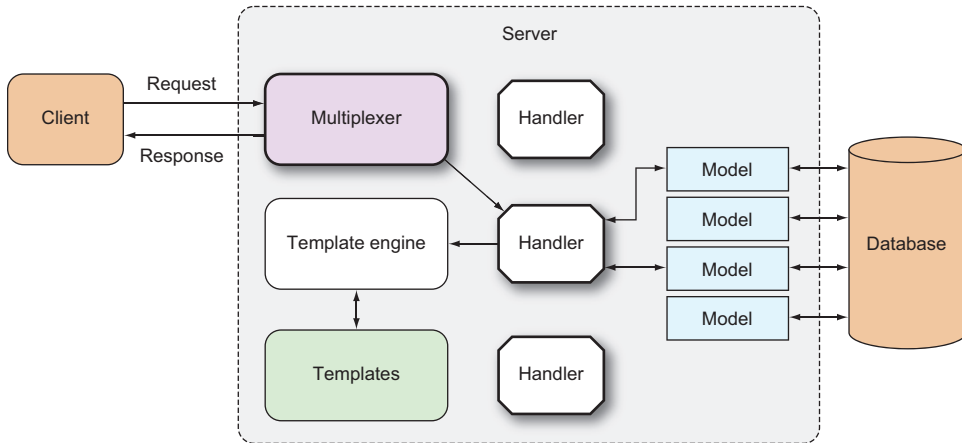 Server
Request
Client
Multiplexer
Handler
Response
Model
Model
Template engine
Handler
Database
Model
Model
Templates
Handler